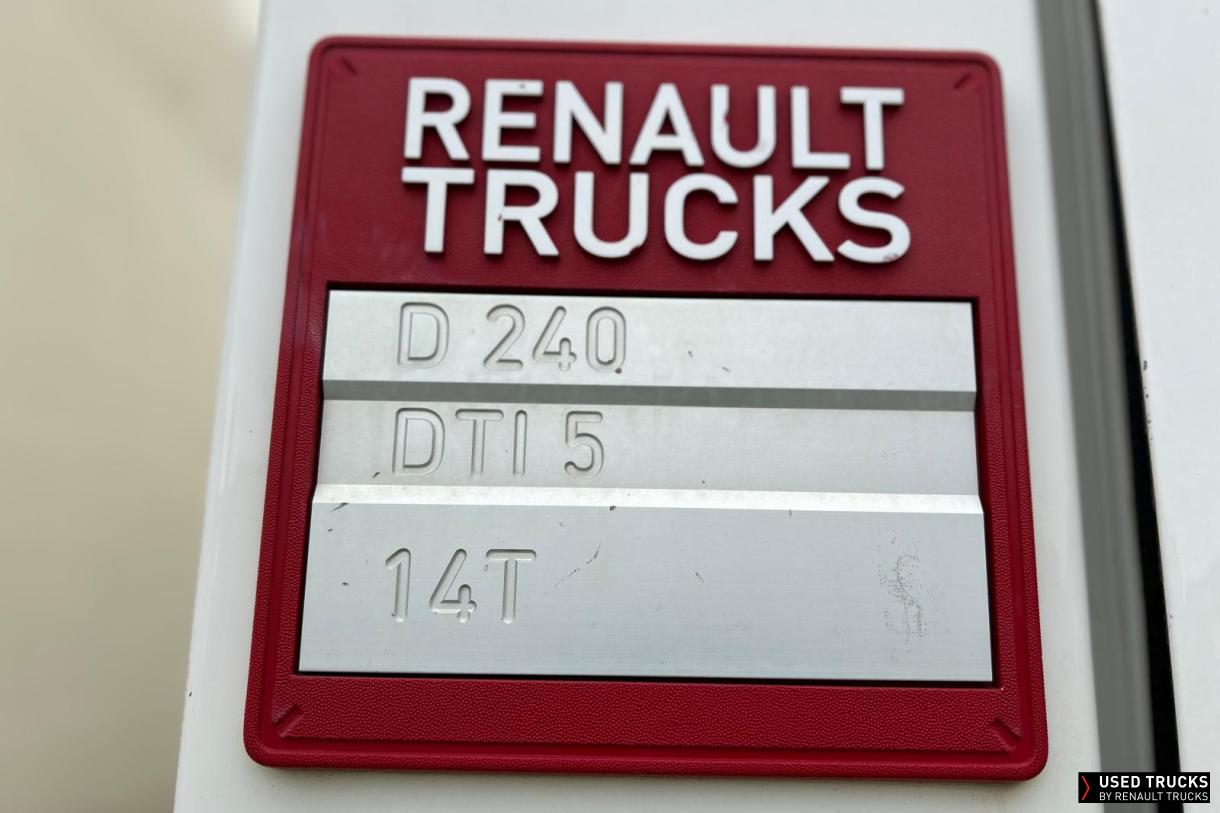 RENAULT
TRUCKS
D 240
DTI 5
14T
USED TRUCKS
BY RENAULT TRUCKS